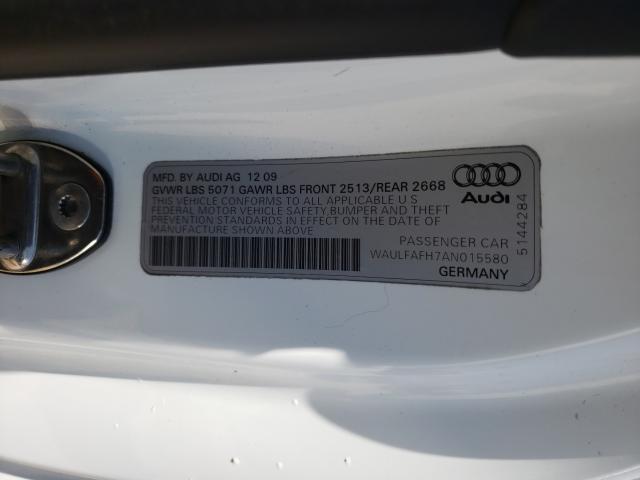 MFD. BY AUDI AG 12 09
GVWR LBS 5071 GAWR LBS FRONT 2513/REAR 2668
THIS VEHICLE CONFORMS TO ALL APPLICABLE U S
FEDERAL MOTOR VEHICLE SAFETY,BUMPER AND THEFT
PREVENTION STANDARDS IN EFFECT ON THE DATE OF
MANUFACTURE SHOWN ABOVE
PASSENGER CAR
WAULFAFH7AN015580
GERMANY
Audi
5144284